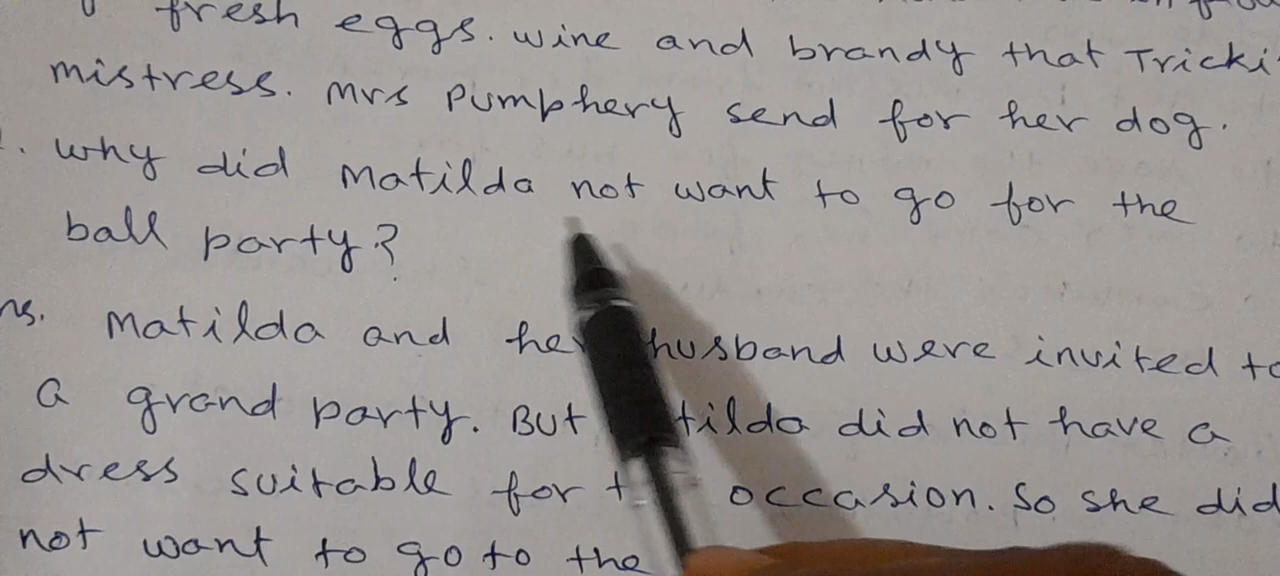 fresh eggs. wine and brandy that Tricki
mistress. Mrs Pumphery send for her dog.
. why did Matilda not want to go for the
ball party?
ns. Matilda and her husband were invited to
a grand party. But did not have a
dress suitable for occasion. So she did
not want to go to the